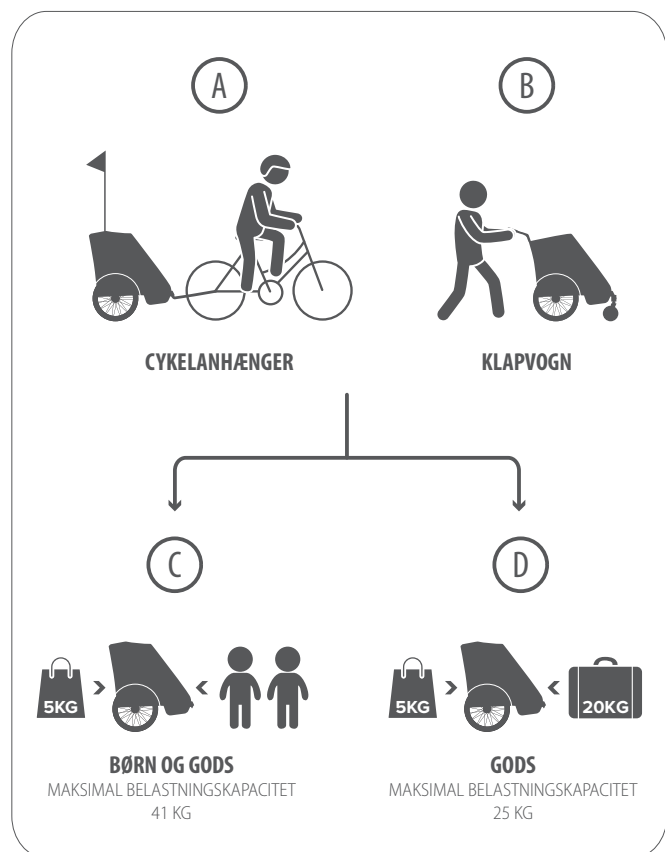 A
B
CYKELANHÆNGER
KLAPVOGN
C
D
5KG
5KG
20KG
BØRN OG GODS
MAKSIMAL BELASTNINGSKAPACITET
41 KG
GODS
MAKSIMAL BELASTNINGSKAPACITET
25 KG